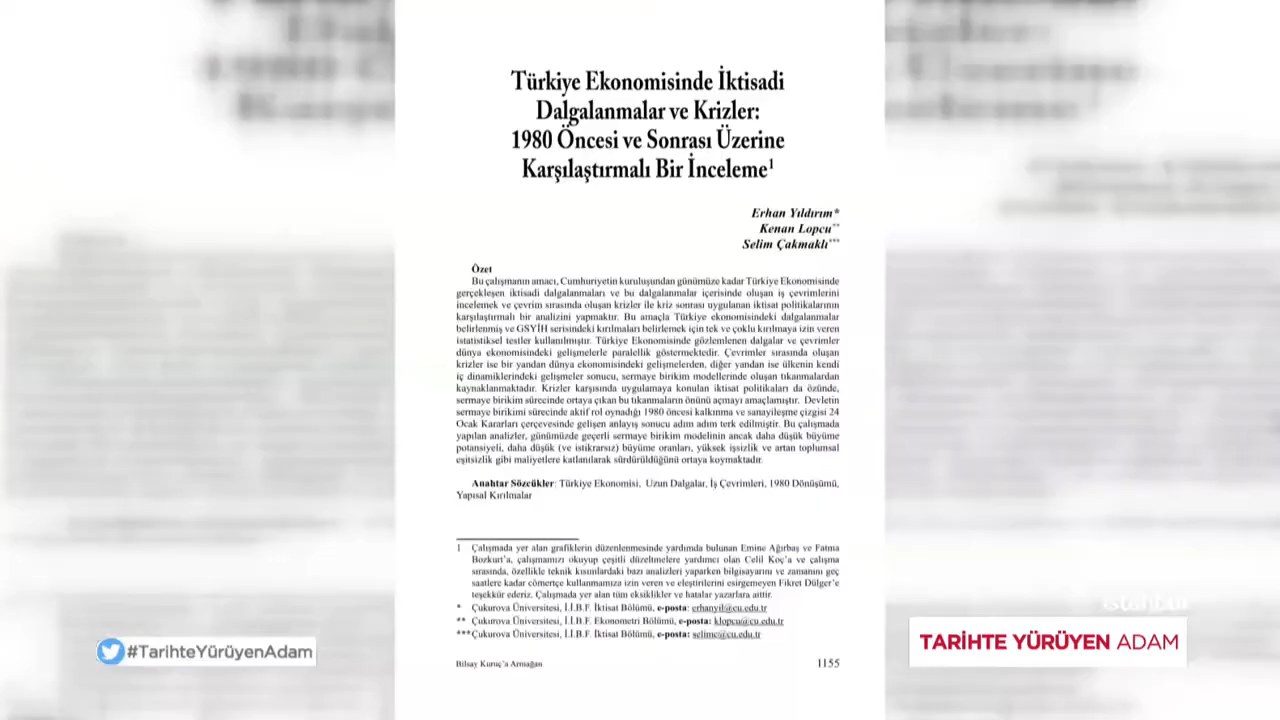 Türkiye Ekonomisinde İktisadi
Dalgalanmalar ve Krizler:
1980 Öncesi ve Sonrası Üzerine
Karşılaştırmalı Bir İnceleme1
Erhan Yıldırım*
Kenan Lopcu**
Selim Çakmaklı***
Özet
Bu çalışmanın amacı, Cumhuriyetin kuruluşundan günümüze kadar Türkiye Ekonomisinde
gerçekleşen iktisadi dalgalanmaları ve bu dalgalanmalar içerisinde oluşan iş çevrimlerini
incelemek ve çevrim sırasında oluşan krizler ile kriz sonrası uygulanan iktisat politikalarının
karşılaştırmalı bir analizini yapmaktır. Bu amaçla Türkiye ekonomisindeki dalgalanmalar
belirlenmiş ve GSYİH serisindeki kırılmaları belirlemek için tek ve çoklu kırılmaya izin veren
istatistiksel testler kullanılmıştır. Türkiye Ekonomisinde gözlemlenen dalgalar ve çevrimler
dünya ekonomisindeki gelişmelerle paralellik göstermektedir. Çevrimler sırasında oluşan
krizler ise bir yandan dünya ekonomisindeki gelişmelerden, diğer yandan ise ülkenin kendi
iç dinamiklerindeki gelişmeler sonucu, sermaye birikim modellerinde oluşan tıkanmalardan
kaynaklanmaktadır. Krizler karşısında uygulamaya konulan iktisat politikaları da özünde,
sermaye birikim sürecinde ortaya çıkan bu tıkanmaların önünü açmayı amaçlamıştır. Devletin
sermaye birikimi sürecinde aktif rol oynadığı 1980 öncesi kalkınma ve sanayileşme çizgisi 24
Ocak Kararları çerçevesinde gelişen anlayış sonucu adım adım terk edilmiştir. Bu çalışmada
yapılan analizler, günümüzde geçerli sermaye birikim modelinin ancak daha düşük büyüme
potansiyeli, daha düşük (ve istikrarsız) büyüme oranları, yüksek işsizlik ve artan toplumsal
eşitsizlik gibi maliyetlere katlanılarak sürdürüldüğünü ortaya koymaktadır.
Anahtar Sözcükler: Türkiye Ekonomisi, Uzun Dalgalar, İş Çevrimleri, 1980 Dönüşümü,
Yapısal Kırılmalar
1 Çalışmada yer alan grafiklerin düzenlenmesinde yardımda bulunan Emine Ağırbaş ve Fatma
Bozkurt'a, çalışmamızı okuyup çeşitli düzeltmelere yardımcı olan Celil Koç'a ve çalışma
sırasında, özellikle teknik kısımlardaki bazı analizleri yaparken bilgisayarını ve zamanını geç
saatlere kadar cömertçe kullanmamıza izin veren ve eleştirilerini esirgemeyen Fikret Dülger'e
teşekkür ederiz. Çalışmada yer alan tüm eksiklikler ve hatalar yazarlara aittir.
* Çukurova Üniversitesi, İ.İ.B.F. İktisat Bölümü, e-posta: erhanyil@cu.edu.tr
** Çukurova Üniversitesi, İ.İ.B.F. Ekonometri Bölümü, e-posta: klopcu@cu.edu.tr
*** Çukurova Üniversitesi, İ.İ.B.F. İktisat Bölümü, e-posta: selimc@cu.edu.tr
Bilsay Kuruç'a Armağan 1155
istanbul
#TarihteYürüyenAdam
TARİHTE YÜRÜYEN ADAM